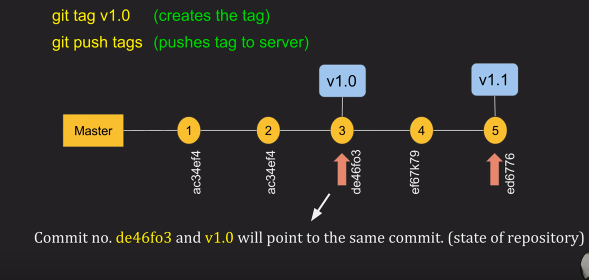 git tag v1.0 (creates the tag)
git push tags (pushes tag to server)
v1.0
v1.1
Master
1
2
3
4
5
ac34ef4
ac34ef4
de46fo3
ef67k79
ed6776
Commit no. de46fo3 and v1.0 will point to the same commit. (state of repository)